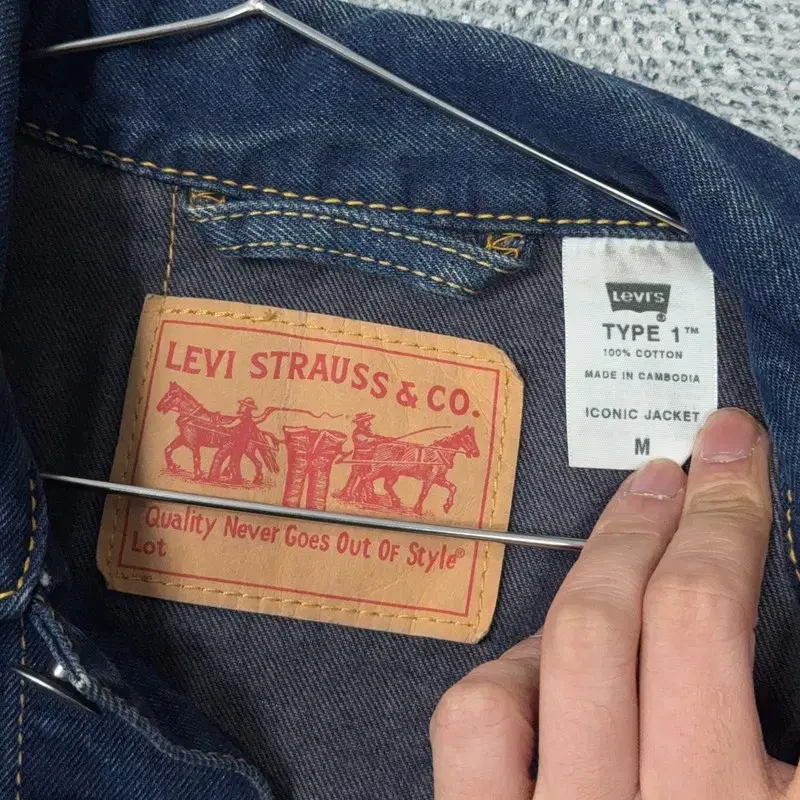 LEVI STRAUSS & CO.
Quality Never Goes Out Of Style®
Lot
LEVI'S
®
TYPE 1™
100% COTTON
MADE IN CAMBODIA
ICONIC JACKET
M